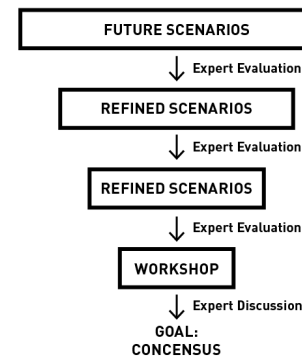 FUTURE SCENARIOS
Expert Evaluation
REFINED SCENARIOS
Expert Evaluation
REFINED SCENARIOS
Expert Evaluation
WORKSHOP
Expert Discussion
GOAL:
CONCENSUS